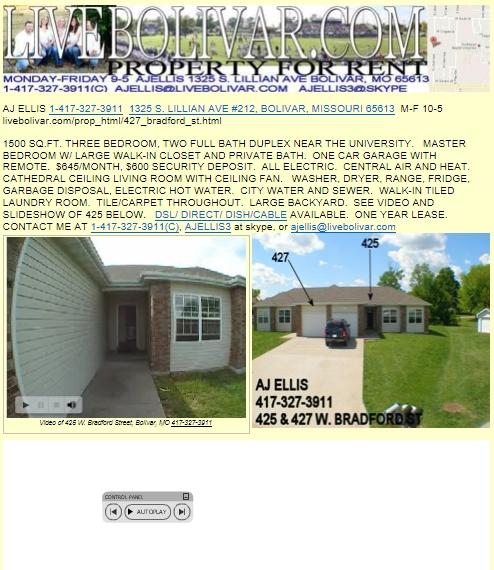 LIVEBOLIVAR.COM
PROPERTY FOR RENT
MONDAY-FRIDAY 9-5 AJELLIS 1325 S. LILLIAN AVE BOLIVAR, MO 65613
1-417-327-3911(C) AJELLIS@LIVEBOLIVAR.COM AJELLIS3@SKYPE
AJ ELLIS 1-417-327-3911 1325 S. LILLIAN AVE #212, BOLIVAR, MISSOURI 65613 M-F 10-5
livebolivar.com/prop_html/427_bradford_st.html
1500 SQ.FT. THREE BEDROOM, TWO FULL BATH DUPLEX NEAR THE UNIVERSITY. MASTER
BEDROOM W/ LARGE WALK-IN CLOSET AND PRIVATE BATH. ONE CAR GARAGE WITH
REMOTE. $645/MONTH, $600 SECURITY DEPOSIT. ALL ELECTRIC. CENTRAL AIR AND HEAT.
CATHEDRAL CEILING LIVING ROOM WITH CEILING FAN. WASHER, DRYER, RANGE, FRIDGE,
GARBAGE DISPOSAL, ELECTRIC HOT WATER. CITY WATER AND SEWER. WALK-IN TILED
LAUNDRY ROOM. TILE/CARPET THROUGHOUT. LARGE BACKYARD. SEE VIDEO AND
SLIDESHOW OF 425 BELOW. DSL/ DIRECT/ DISH/CABLE AVAILABLE. ONE YEAR LEASE.
CONTACT ME AT 1-417-327-3911(C), AJELLIS3 at skype, or ajellis@livebolivar.com
427
425
AJ ELLIS
417-327-3911
425 & 427 W. BRADFORD ST
Video of 425 W. Bradford Street, Bolivar, MO 417-327-3911
CONTROL PANEL
AUTOPLAY